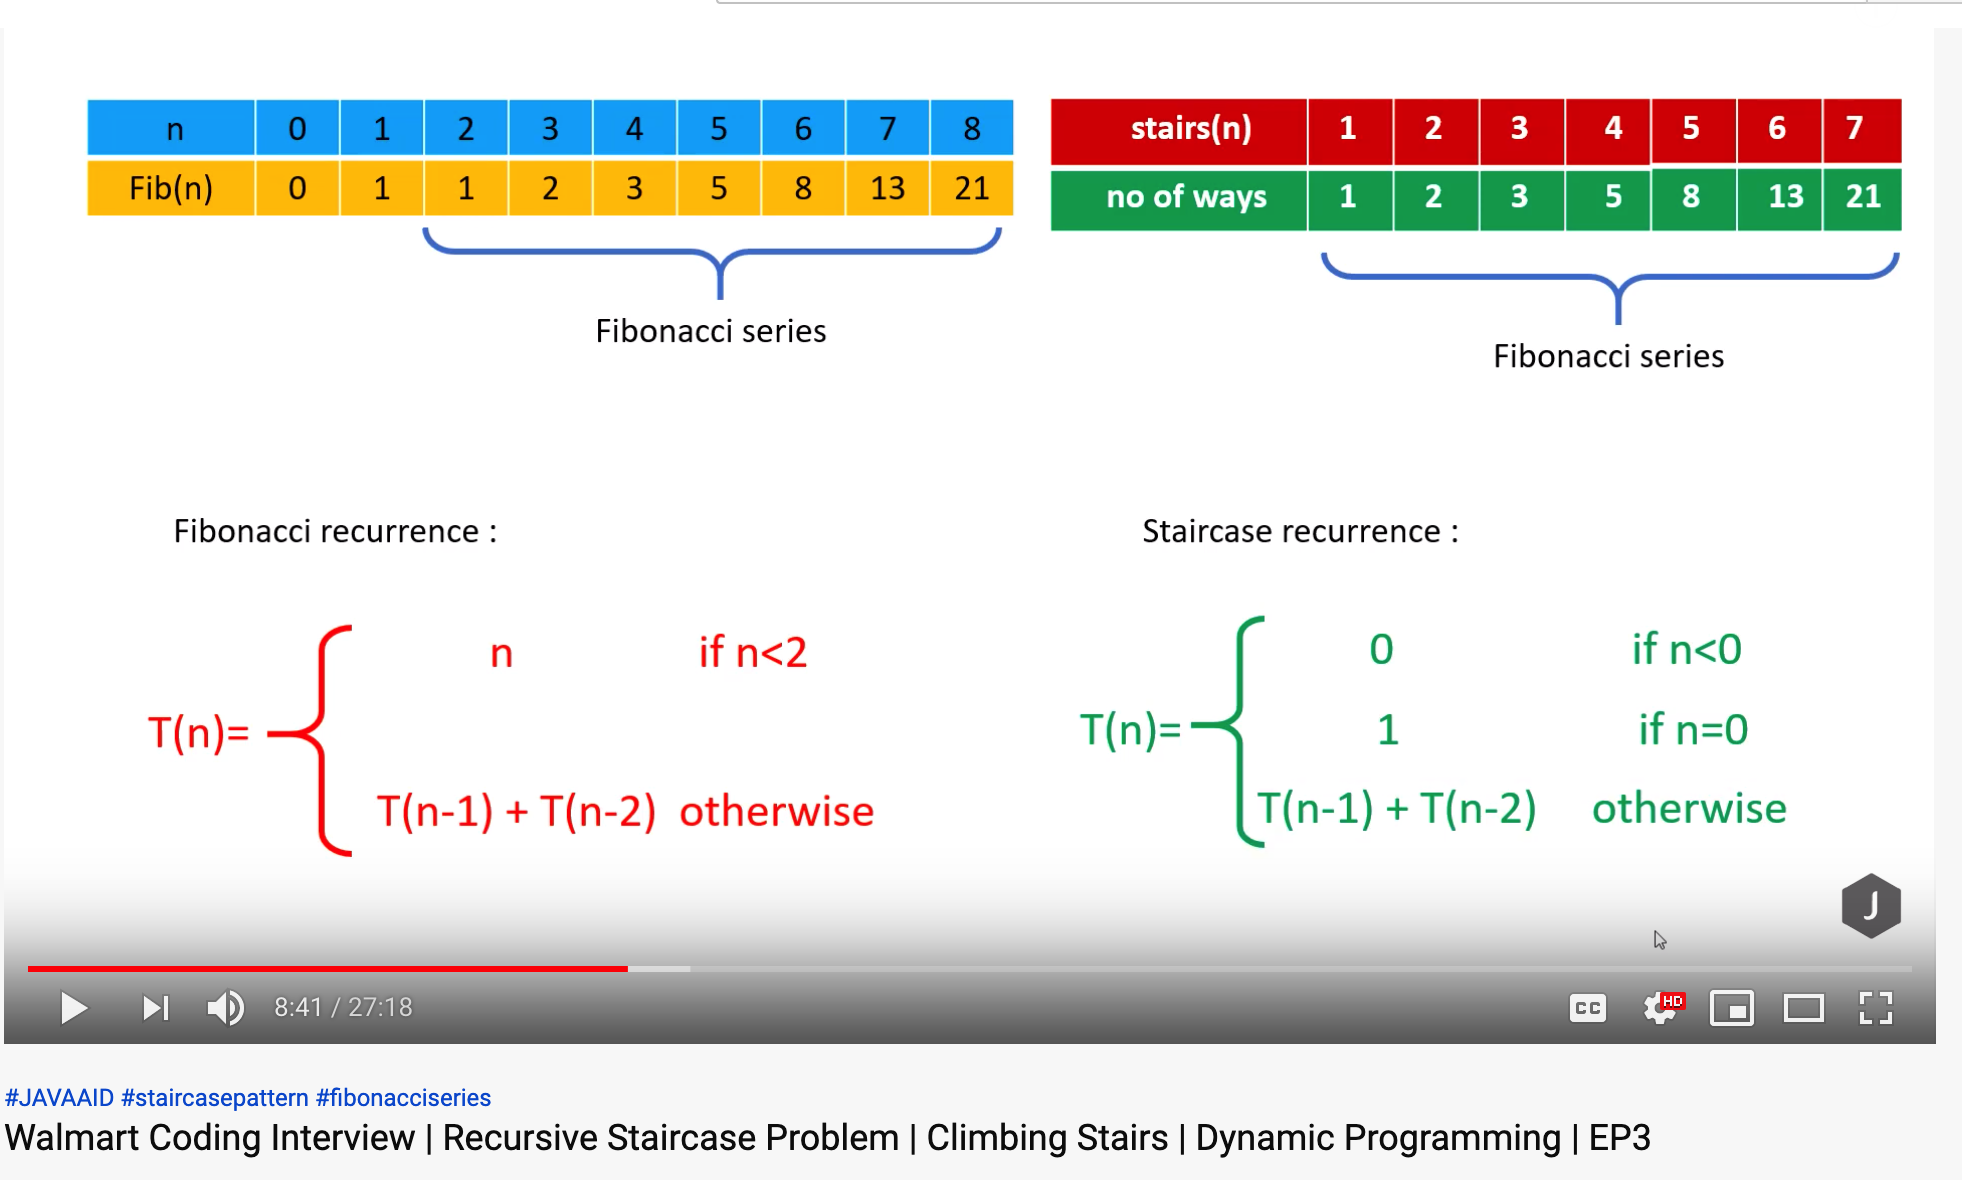 n 0 1 2 3 4 5 6 7 8
Fib(n) 0 1 1 2 3 5 8 13 21
Fibonacci series
stairs(n) 1 2 3 4 5 6 7
no of ways 1 2 3 5 8 13 21
Fibonacci series
Fibonacci recurrence :
T(n)=
n if n<2
T(n-1) + T(n-2) otherwise
Staircase recurrence :
T(n)=
0 if n<0
1 if n=0
T(n-1) + T(n-2) otherwise
J
8:41 / 27:18
CC
HD
#JAVAAID #staircasepattern #fibonacciseries
Walmart Coding Interview | Recursive Staircase Problem | Climbing Stairs | Dynamic Programming | EP3